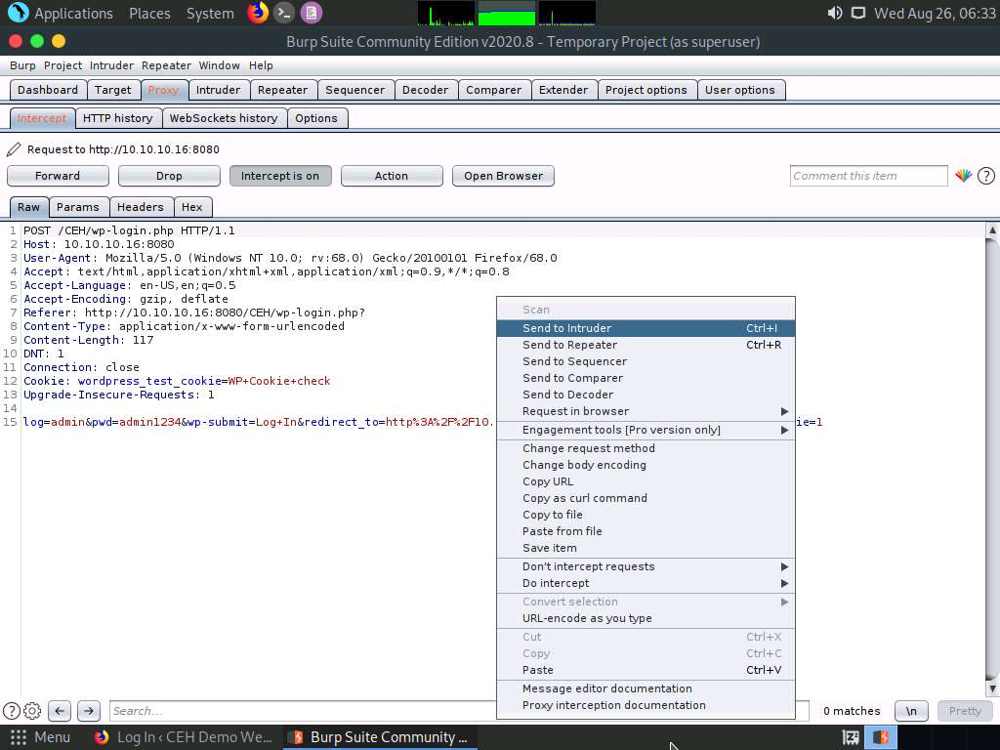 Applications Places System Wed Aug 26, 06:33
Burp Suite Community Edition v2020.8 - Temporary Project (as superuser)
Burp Project Intruder Repeater Window Help
Dashboard Target Proxy Intruder Repeater Sequencer Decoder Comparer Extender Project options User options
Intercept HTTP history WebSockets history Options
Request to http://10.10.10.16:8080
Forward Drop Intercept is on Action Open Browser Comment this item ?
Raw Params Headers Hex
1 POST /CEH/wp-login.php HTTP/1.1
2 Host: 10.10.10.16:8080
3 User-Agent: Mozilla/5.0 (Windows NT 10.0; rv:68.0) Gecko/20100101 Firefox/68.0
4 Accept: text/html,application/xhtml+xml,application/xml;q=0.9,*/*;q=0.8
5 Accept-Language: en-US,en;q=0.5
6 Accept-Encoding: gzip, deflate
7 Referer: http://10.10.10.16:8080/CEH/wp-login.php?
8 Content-Type: application/x-www-form-urlencoded
9 Content-Length: 117
10 DNT: 1
11 Connection: close
12 Cookie: wordpress_test_cookie=WP+Cookie+check
13 Upgrade-Insecure-Requests: 1
14
15 log=admin&pwd=admin1234&wp-submit=Log+In&redirect_to=http%3A%2F%2F10. ie=1
Scan
Send to Intruder Ctrl+I
Send to Repeater Ctrl+R
Send to Sequencer
Send to Comparer
Send to Decoder
Request in browser
Engagement tools [Pro version only]
Change request method
Change body encoding
Copy URL
Copy as curl command
Copy to file
Paste from file
Save item
Don't intercept requests
Do intercept
Convert selection
URL-encode as you type
Cut Ctrl+X
Copy Ctrl+C
Paste Ctrl+V
Message editor documentation
Proxy interception documentation
? Search... 0 matches \n Pretty
Menu Log In ‹ CEH Demo We... Burp Suite Community ...